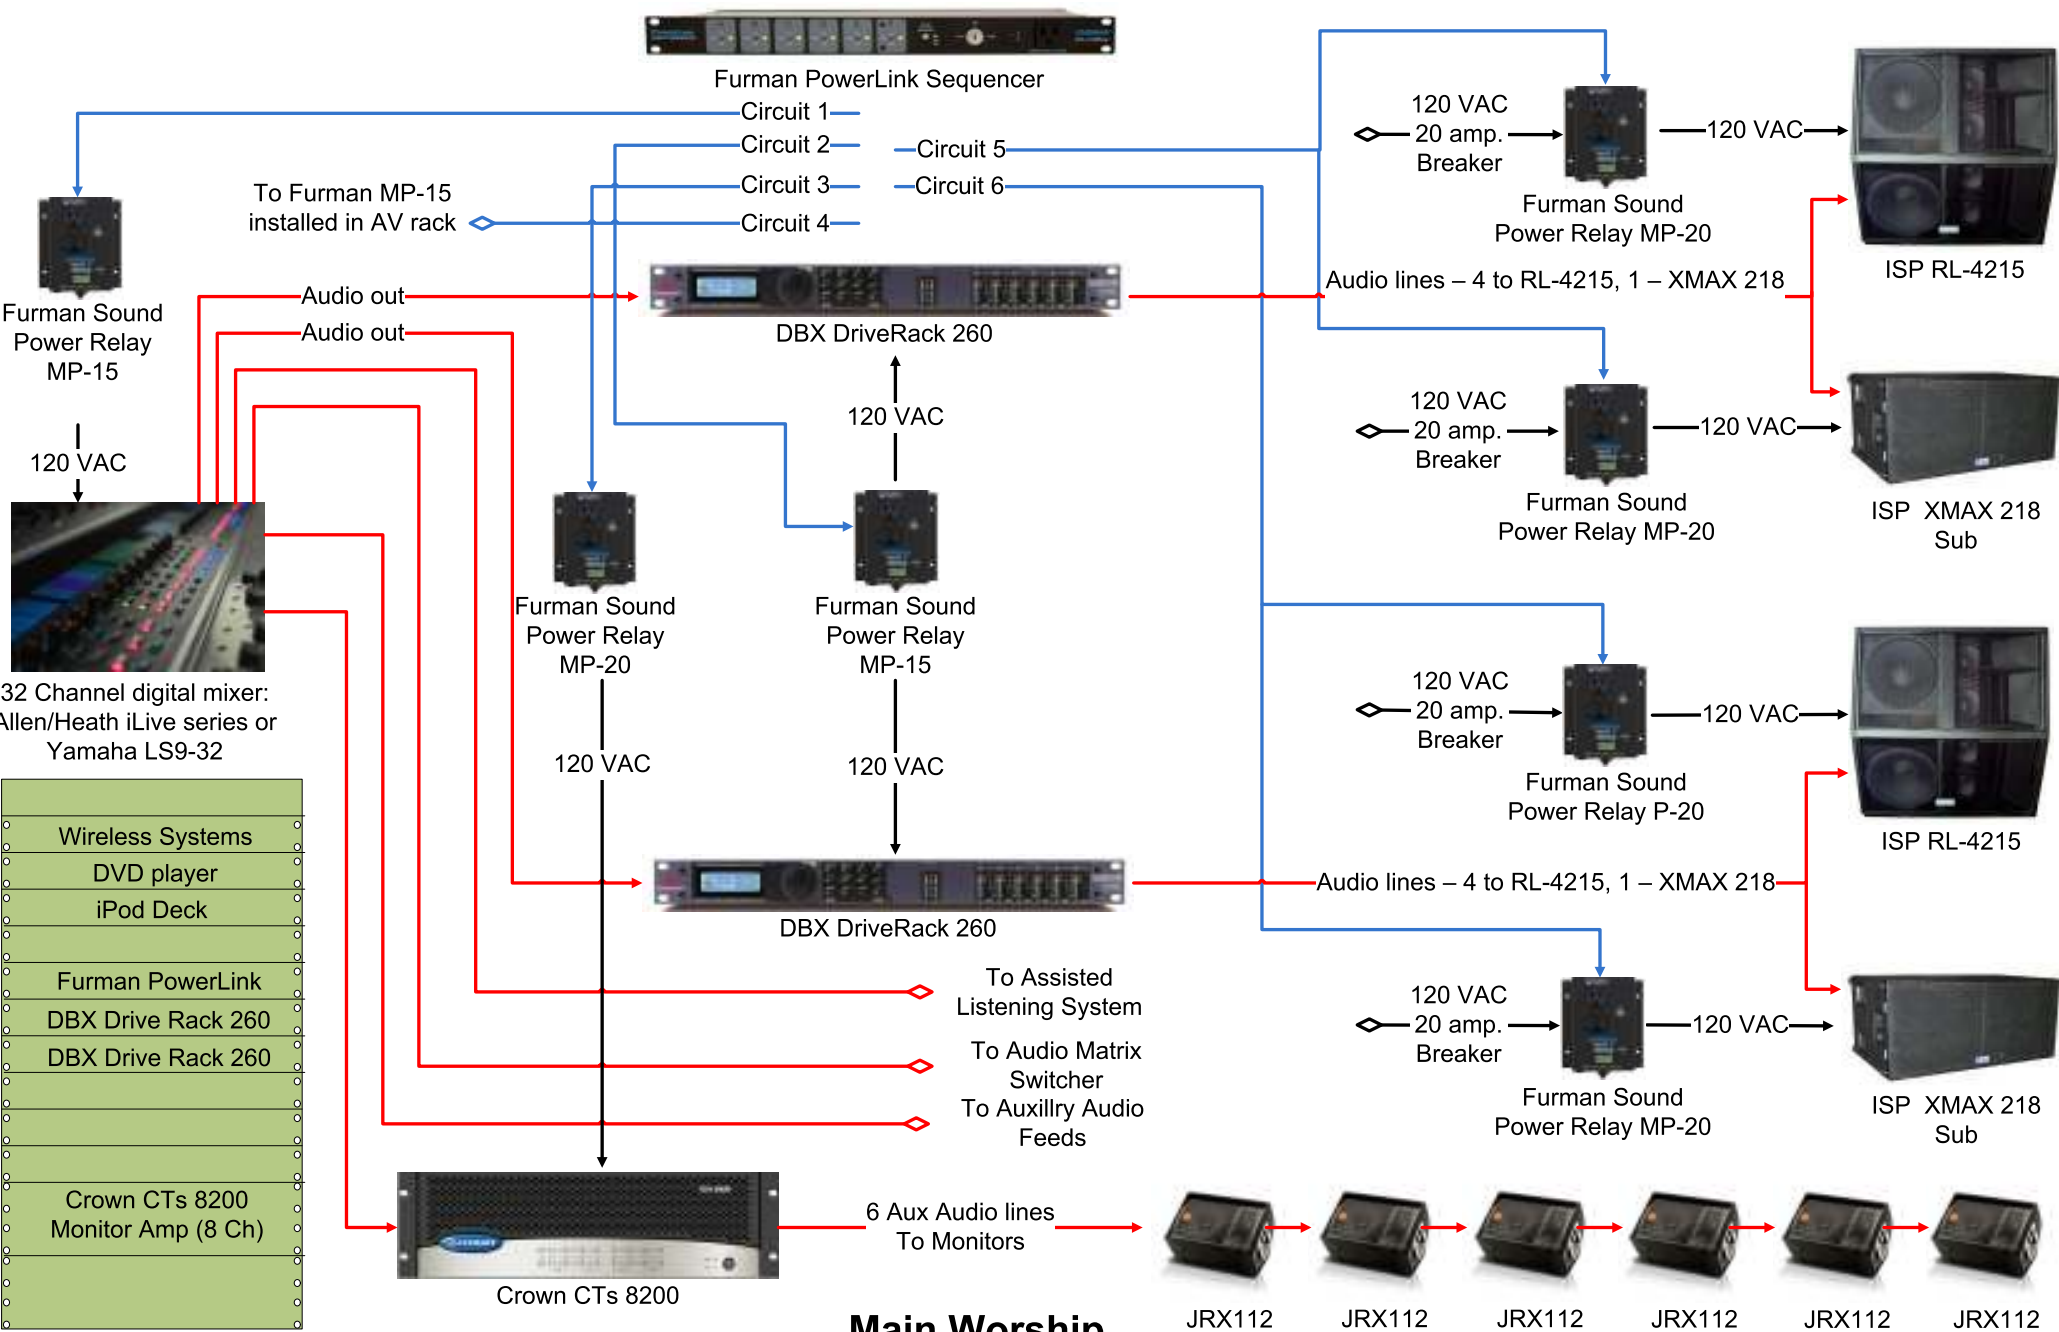 Furman PowerLink Sequencer
Circuit 1
Circuit 2
Circuit 3
Circuit 4
Circuit 5
Circuit 6
To Furman MP-15
installed in AV rack
Furman Sound
Power Relay
MP-15
120 VAC
32 Channel digital mixer:
Allen/Heath iLive series or
Yamaha LS9-32
Audio out
Audio out
DBX DriveRack 260
120 VAC
Furman Sound
Power Relay
MP-20
120 VAC
Furman Sound
Power Relay
MP-15
120 VAC
DBX DriveRack 260
120 VAC
20 amp.
Breaker
120 VAC
Furman Sound
Power Relay MP-20
ISP RL-4215
Audio lines – 4 to RL-4215, 1 – XMAX 218
120 VAC
20 amp.
Breaker
120 VAC
Furman Sound
Power Relay MP-20
ISP XMAX 218
Sub
120 VAC
20 amp.
Breaker
120 VAC
Furman Sound
Power Relay P-20
ISP RL-4215
Audio lines – 4 to RL-4215, 1 – XMAX 218
120 VAC
20 amp.
Breaker
120 VAC
Furman Sound
Power Relay MP-20
ISP XMAX 218
Sub
Wireless Systems
DVD player
iPod Deck
Furman PowerLink
DBX Drive Rack 260
DBX Drive Rack 260
Crown CTs 8200
Monitor Amp (8 Ch)
To Assisted
Listening System
To Audio Matrix
Switcher
To Auxillry Audio
Feeds
Crown CTs 8200
6 Aux Audio lines
To Monitors
JRX112
JRX112
JRX112
JRX112
JRX112
JRX112
Main Worship